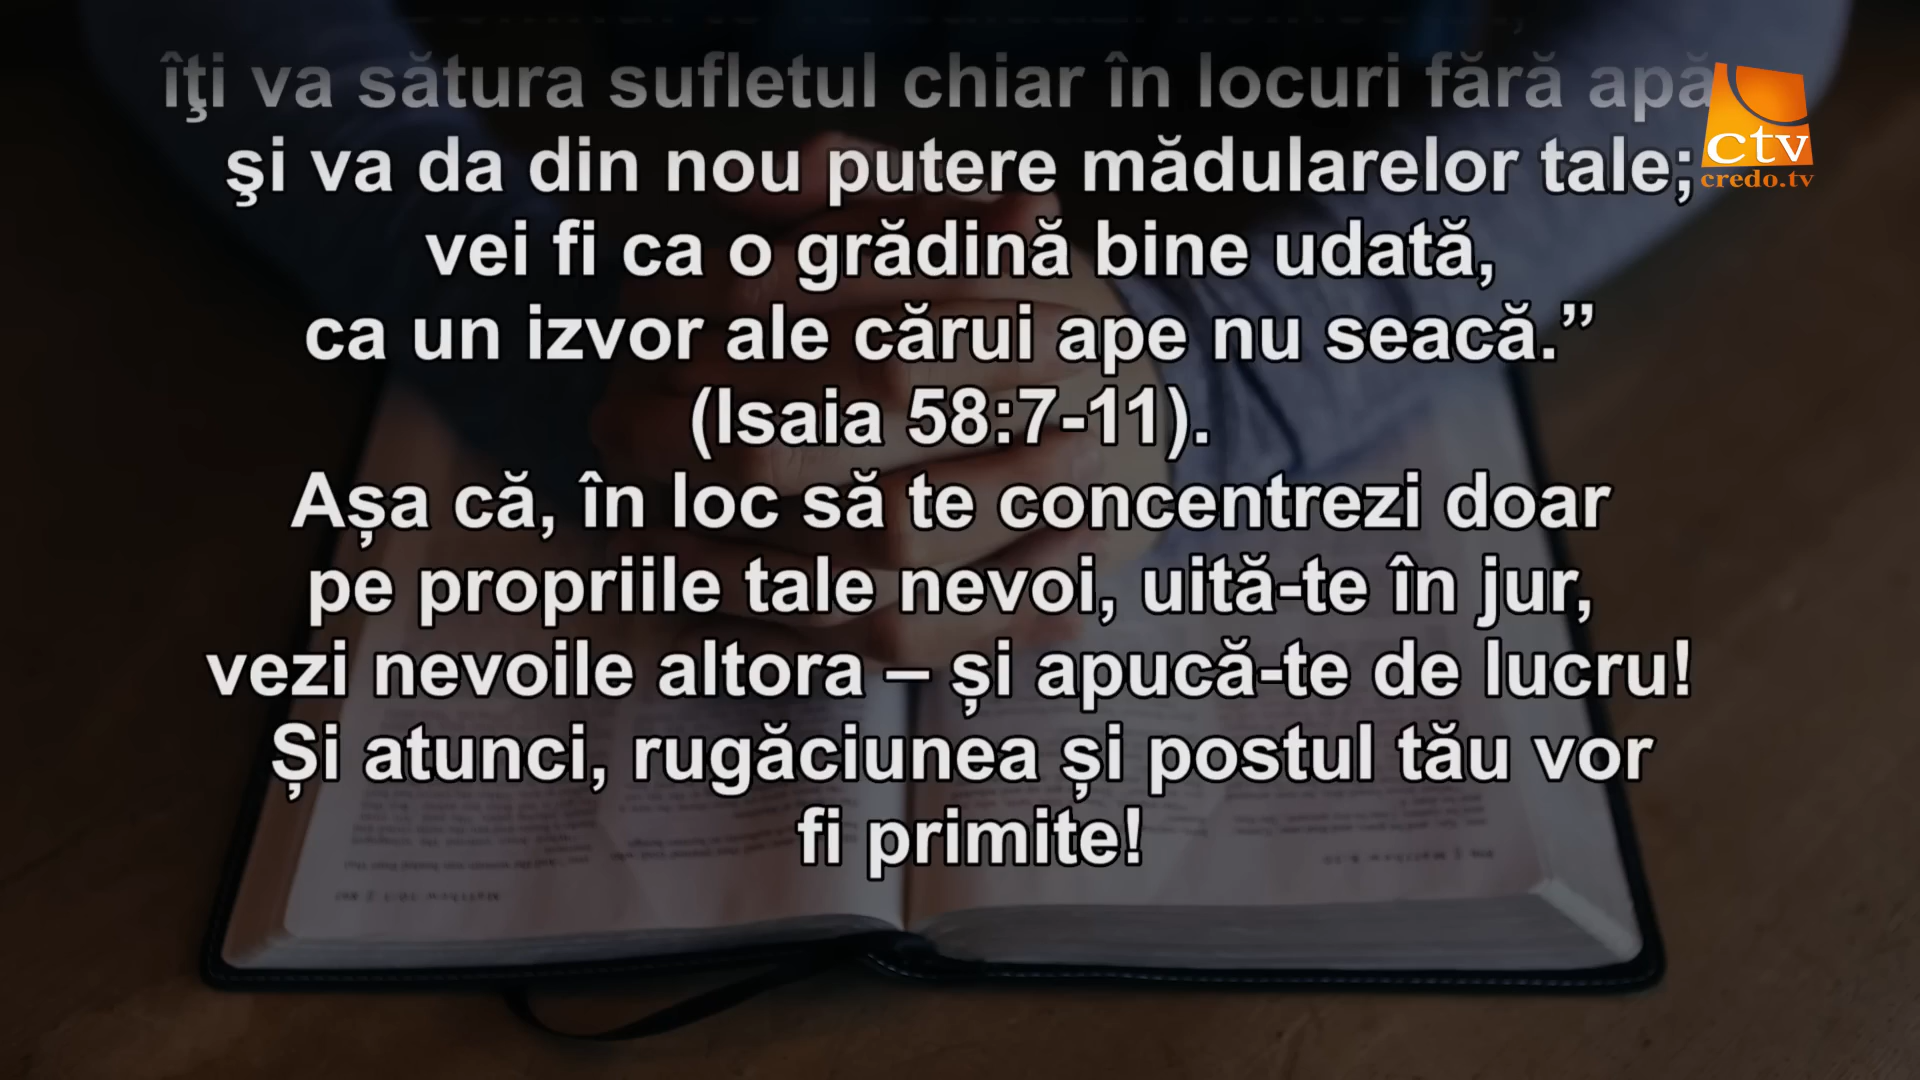 îţi va sătura sufletul chiar în locuri fără apă
şi va da din nou putere mădularelor tale;
vei fi ca o grădină bine udată,
ca un izvor ale cărui ape nu seacă.”
(Isaia 58:7-11).
Așa că, în loc să te concentrezi doar
pe propriile tale nevoi, uită-te în jur,
vezi nevoile altora – și apucă-te de lucru!
Și atunci, rugăciunea și postul tău vor
fi primite!
ctv
credo.tv